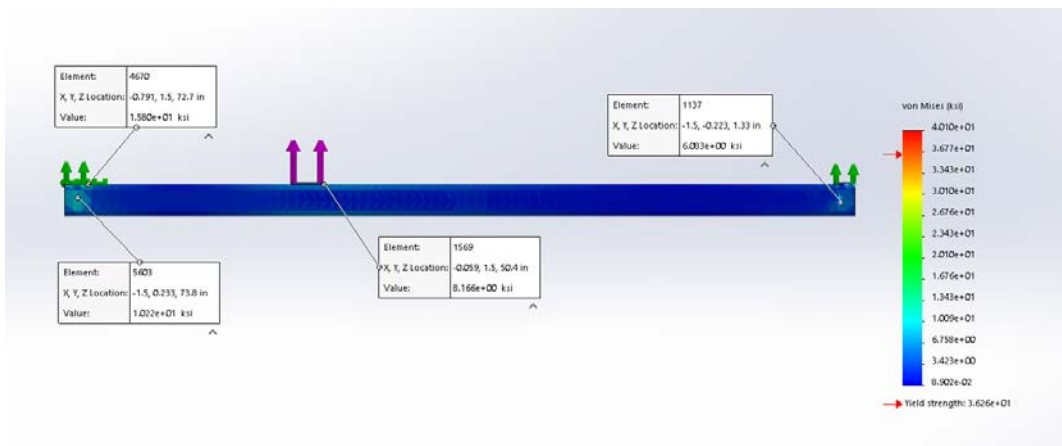 Element: 4670
X, Y, Z Location: -0.791, 1.5, 72.7 in
Value: 1.580e+01 ksi
Element: 1137
X, Y, Z Location: -1.5, -0.223, 1.33 in
Value: 6.083e+00 ksi
Element: 1569
X, Y, Z Location: -0.059, 1.5, 50.4 in
Value: 8.166e+00 ksi
Element: 5603
X, Y, Z Location: -1.5, 0.233, 73.8 in
Value: 1.022e+01 ksi
von Mises (ksi)
4.010e+01
3.677e+01
3.343e+01
3.010e+01
2.676e+01
2.343e+01
2.010e+01
1.676e+01
1.343e+01
1.009e+01
6.758e+00
3.423e+00
8.902e-02
Yield strength: 3.626e+01